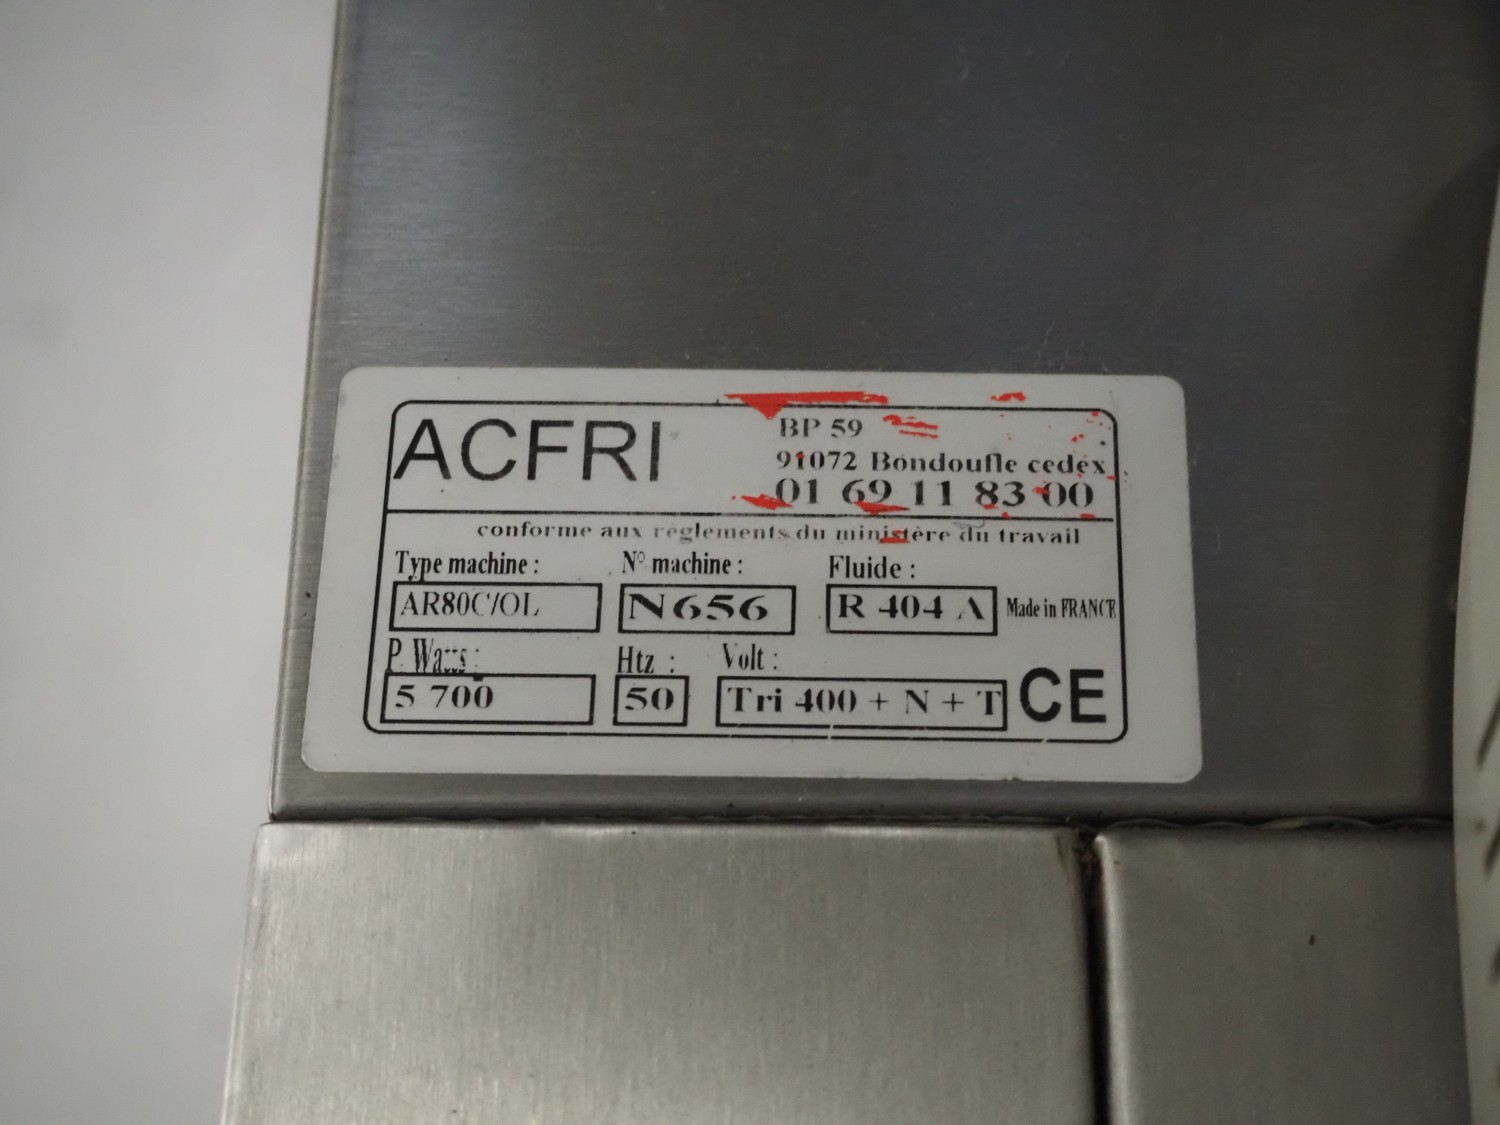 ACFRI
BP 59
91072 Bondoufle cedex
01 69 11 83 00
conforme aux règlements du ministère du travail
Type machine : N° machine : Fluide :
AR80C/OL N656 R 404 A Made in FRANCE
P. Watts : Htz : Volt :
5 700 50 Tri 400 + N + T CE